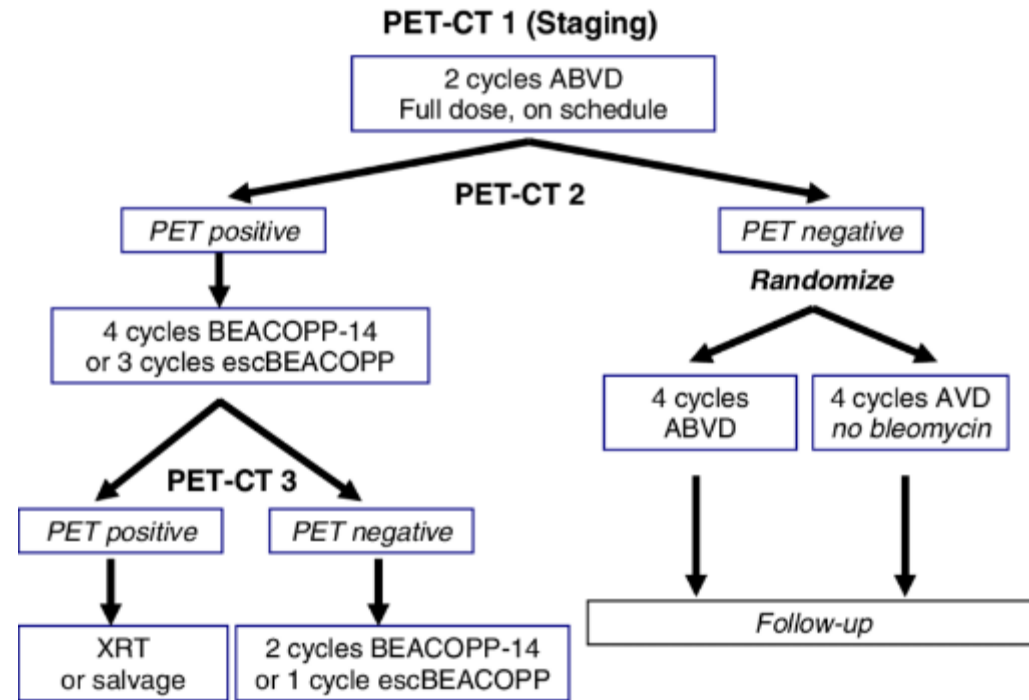 PET-CT 1 (Staging)
2 cycles ABVD
Full dose, on schedule
PET-CT 2
PET positive
PET negative
Randomize
4 cycles BEACOPP-14
or 3 cycles escBEACOPP
4 cycles
ABVD
4 cycles AVD
no bleomycin
PET-CT 3
PET positive
PET negative
XRT
or salvage
2 cycles BEACOPP-14
or 1 cycle escBEACOPP
Follow-up